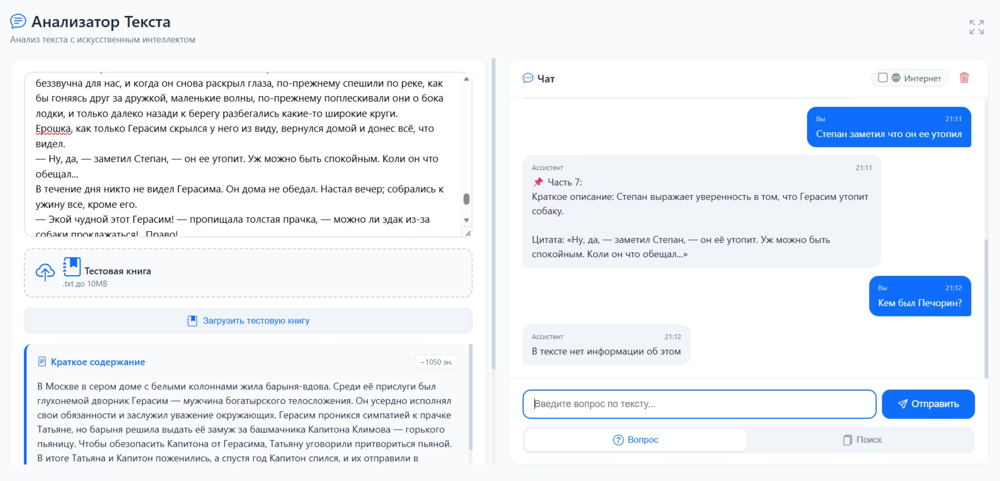 Анализатор Текста
Анализ текста с искусственным интеллектом
беззвучна для нас, и когда он снова раскрыл глаза, по-прежнему спешили по реке, как
бы гоняясь друг за дружкой, маленькие волны, по-прежнему поплескивали они о бока
лодки, и только далеко назади к берегу разбегались какие-то широкие круги.
Ерошка, как только Герасим скрылся у него из виду, вернулся домой и донес всё, что
видел.
— Ну, да, — заметил Степан, — он ее утопит. Уж можно быть спокойным. Коли он что
обещал...
В течение дня никто не видел Герасима. Он дома не обедал. Настал вечер; собрались к
ужину все, кроме его.
— Экой чудной этот Герасим! — пропищала толстая прачка, — можно ли эдак из-за
собаки проклажаться!.. Право!
Тестовая книга
.txt до 10MB
Загрузить тестовую книгу
Краткое содержание
~1050 зн.
В Москве в сером доме с белыми колоннами жила барыня-вдова. Среди её прислуги был
глухонемой дворник Герасим — мужчина богатырского телосложения. Он усердно исполнял
свои обязанности и заслужил уважение окружающих. Герасим проникся симпатией к прачке
Татьяне, но барыня решила выдать её замуж за башмачника Капитона Климова — горького
пьяницу. Чтобы обезопасить Капитона от Герасима, Татьяну уговорили притвориться пьяной.
В итоге Татьяна и Капитон поженились, а спустя год Капитон спился, и их отправили в
Чат
Интернет
Вы 21:11
Степан заметил что он ее утопил
Ассистент 21:11
📌 Часть 7:
Краткое описание: Степан выражает уверенность в том, что Герасим утопит
собаку.
Цитата: «Ну, да, — заметил Степан, — он её утопит. Уж можно быть
спокойным. Коли он что обещал...»
Вы 21:12
Кем был Печорин?
Ассистент 21:12
В тексте нет информации об этом
Введите вопрос по тексту...
Отправить
Вопрос
Поиск